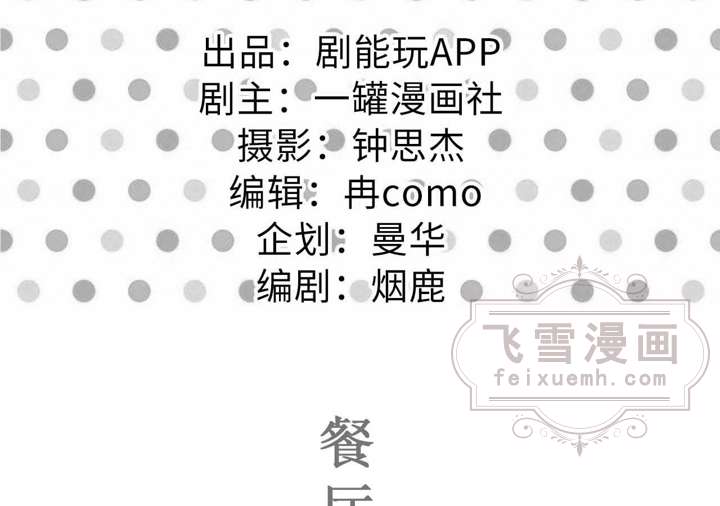 出品：剧能玩APP
剧主：一罐漫画社
摄影：钟思杰
编辑：冉como
企划：曼华
编剧：烟鹿
飞雪漫画
feixuemh.com
餐